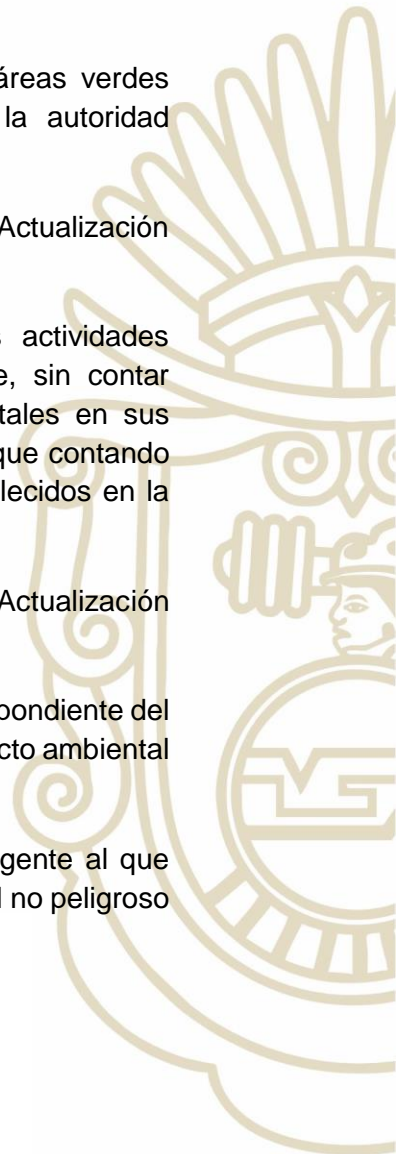 áreas verdes
la autoridad
Actualización
actividades
e, sin contar
tales en sus
que contando
lecidos en la
Actualización
pondiente del
cto ambiental
gente al que
l no peligroso